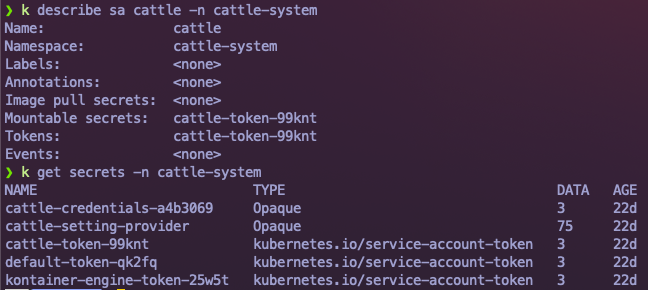 ❯ k describe sa cattle -n cattle-system
Name:                cattle
Namespace:           cattle-system
Labels:              <none>
Annotations:         <none>
Image pull secrets:  <none>
Mountable secrets:   cattle-token-99knt
Tokens:              cattle-token-99knt
Events:              <none>
❯ k get secrets -n cattle-system
NAME                           TYPE                                  DATA   AGE
cattle-credentials-a4b3069     Opaque                                3      22d
cattle-setting-provider        Opaque                                75     22d
cattle-token-99knt             kubernetes.io/service-account-token   3      22d
default-token-qk2fq            kubernetes.io/service-account-token   3      22d
kontainer-engine-token-25w5t   kubernetes.io/service-account-token   3      22d